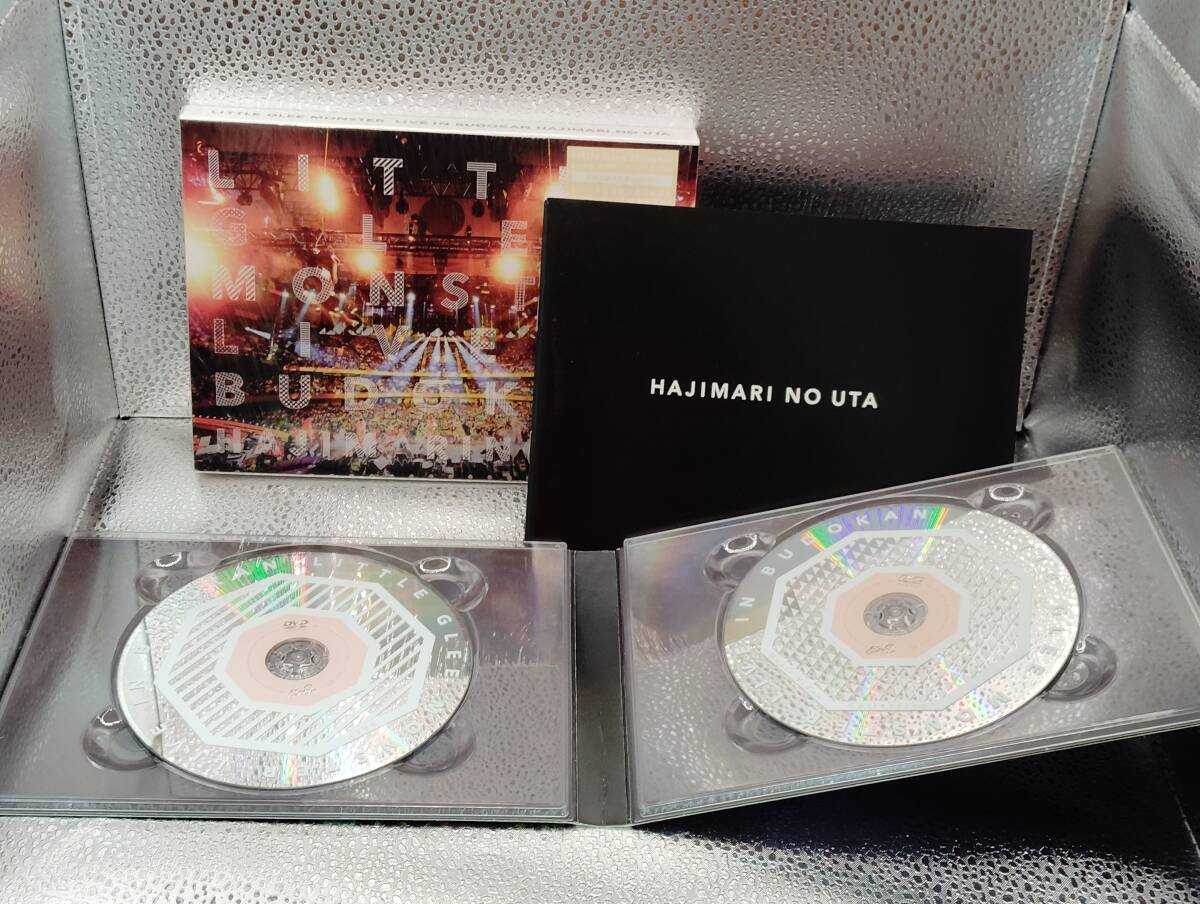 LITTLE GLEE MONSTER LIVE IN BUDOKAN HAJIMARI NO UTA
LITT
GLE
MONST
LIVE
BUDOK
HAJIMARI N
HAJIMARI NO UTA
LITTLE GLEE
IN BUDOKAN